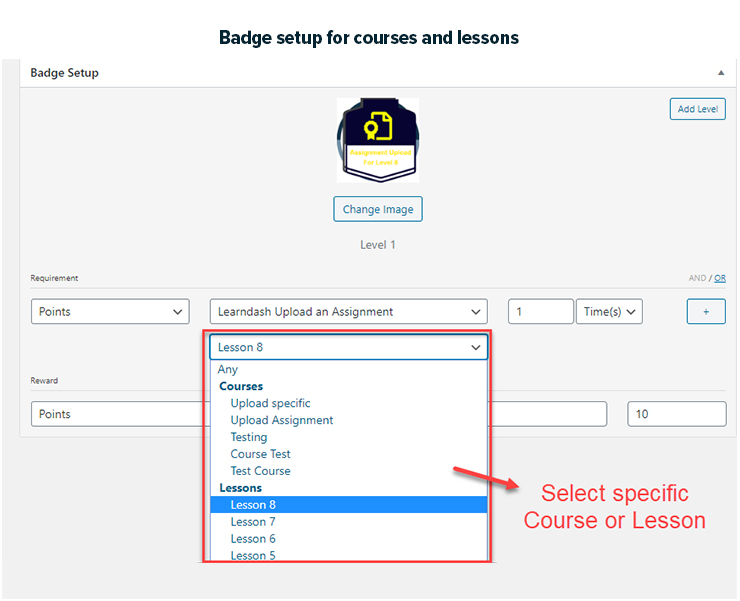 Badge setup for courses and lessons
Badge Setup
Add Level
Assignment Upload
For Level 8
Change Image
Level 1
Requirement
AND / OR
Points
Learndash Upload an Assignment
1
Time(s)
+
Lesson 8
Any
Reward
Courses
Upload specific
Points
10
Upload Assignment
Testing
Course Test
Test Course
Lessons
Lesson 8
Lesson 7
Lesson 6
Lesson 5
Select specific
Course or Lesson